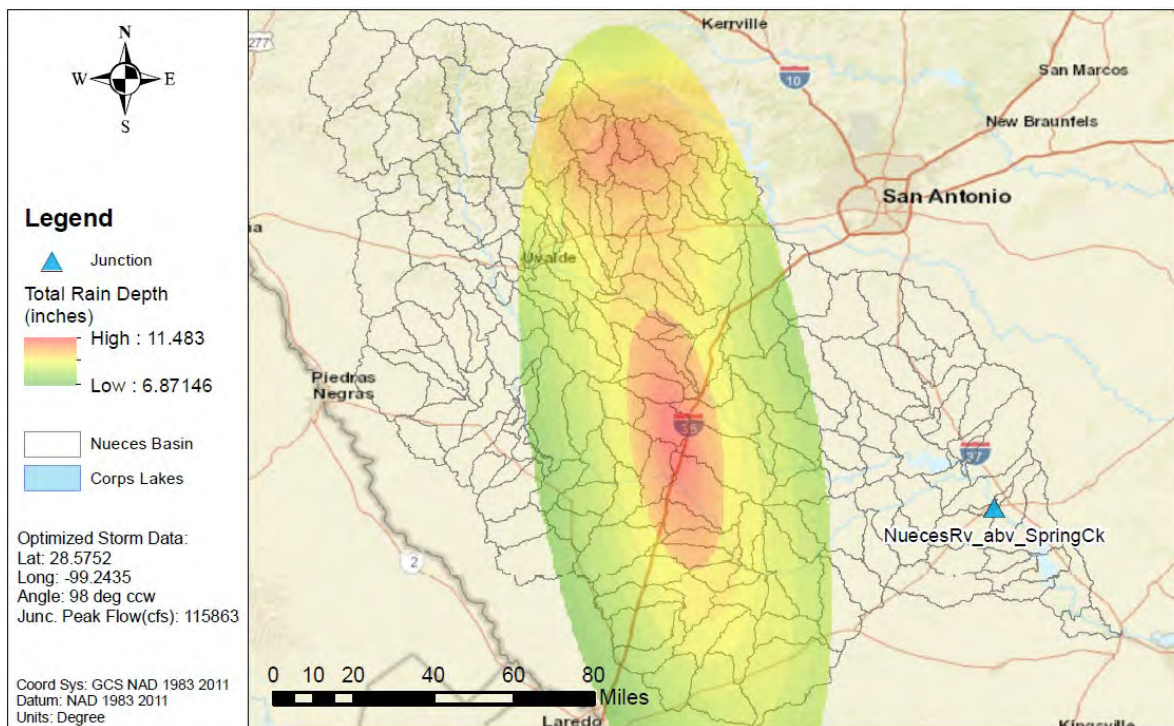 N
W
E
S
Legend
Junction
Total Rain Depth
(inches)
High : 11.483
Low : 6.87146
Nueces Basin
Corps Lakes
Optimized Storm Data:
Lat: 28.5752
Long: -99.2435
Angle: 98 deg ccw
Junc. Peak Flow(cfs): 115863
Coord Sys: GCS NAD 1983 2011
Datum: NAD 1983 2011
Units: Degree
277
Kerrville
10
San Marcos
New Braunfels
San Antonio
Uvalde
Piedras
Negras
35
37
NuecesRv_abv_SpringCk
2
0 10 20 40 60 80
Miles
Laredo